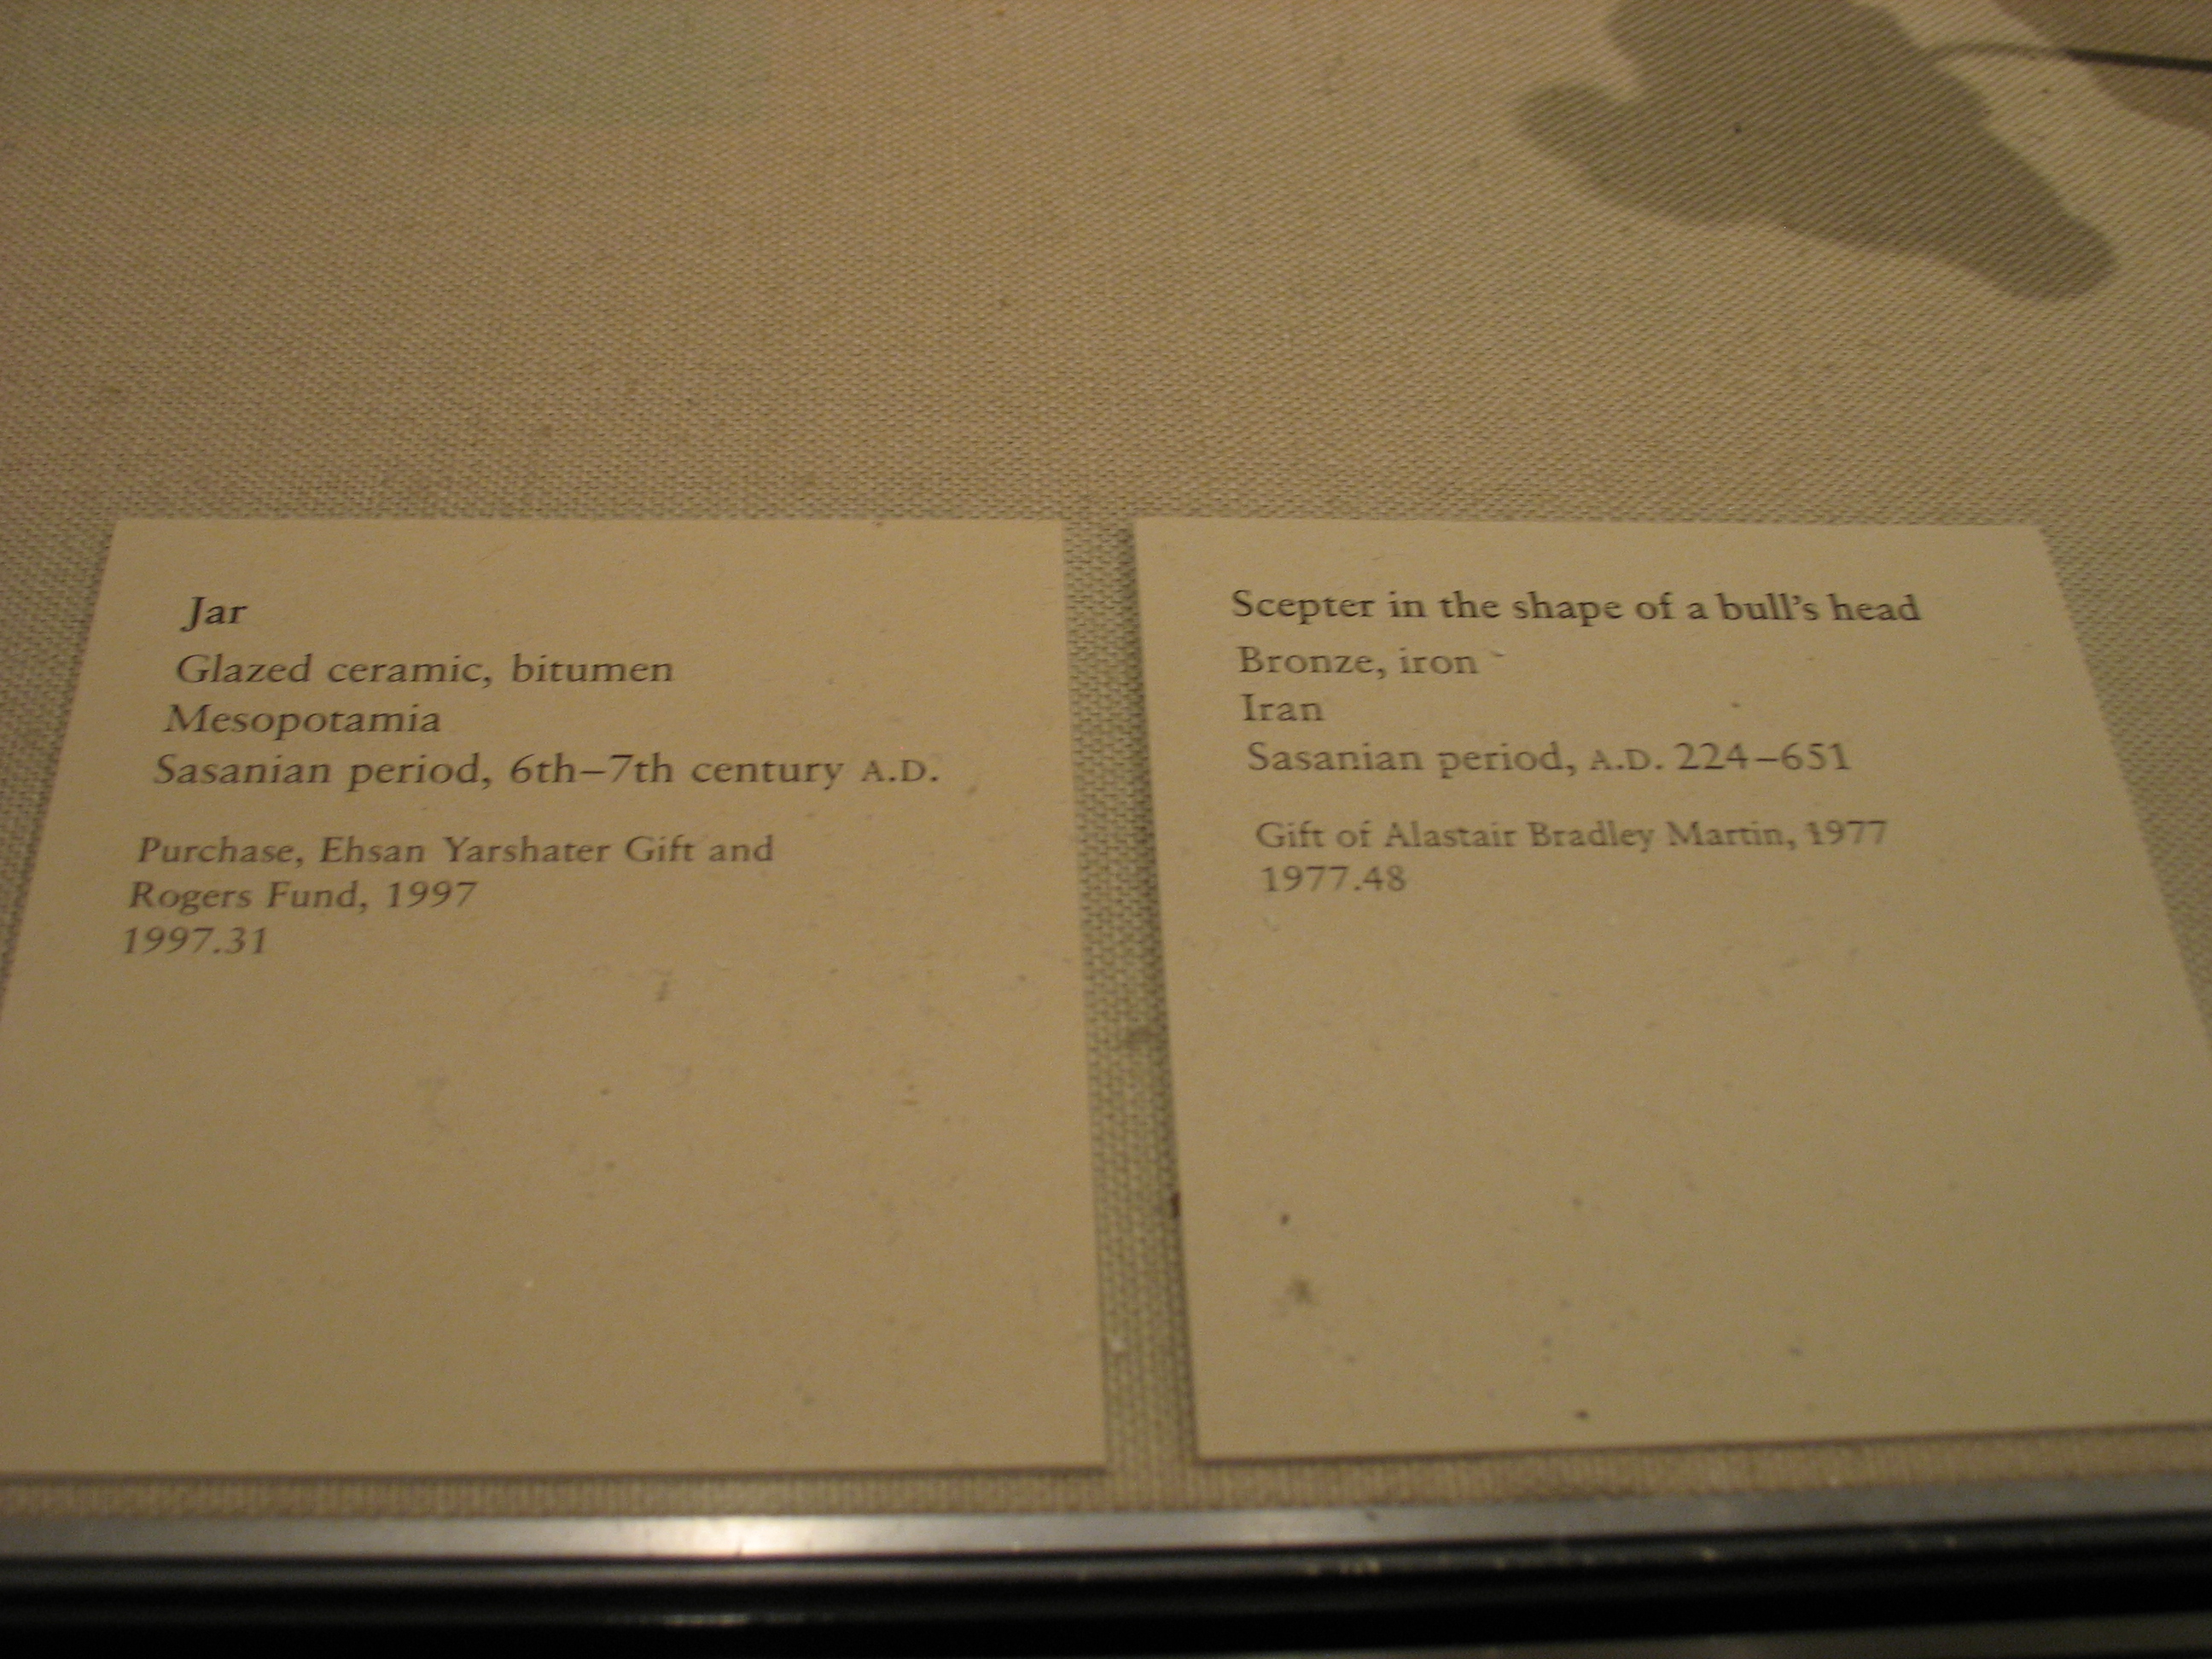 Jar
Glazed ceramic, bitumen
Mesopotamia
Sasanian period, 6th–7th century A.D.
Purchase, Ehsan Yarshater Gift and
Rogers Fund, 1997
1997.31
Scepter in the shape of a bull's head
Bronze, iron
Iran
Sasanian period, A.D. 224–651
Gift of Alastair Bradley Martin, 1977
1977.48